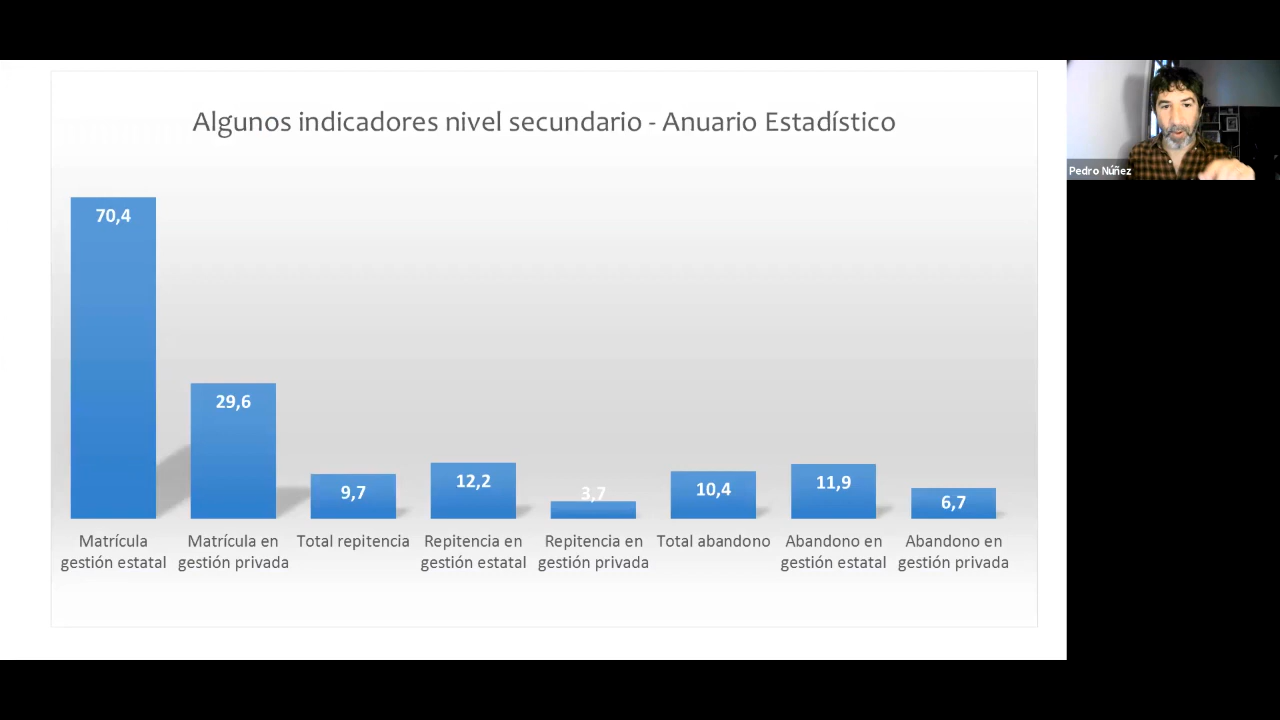 Algunos indicadores nivel secundario - Anuario Estadístico
70,4
29,6
9,7
12,2
3,7
10,4
11,9
6,7
Matrícula
gestión estatal
Matrícula en
gestión privada
Total repitencia
Repitencia en
gestión estatal
Repitencia en
gestión privada
Total abandono
Abandono en
gestión estatal
Abandono en
gestión privada
Pedro Núñez